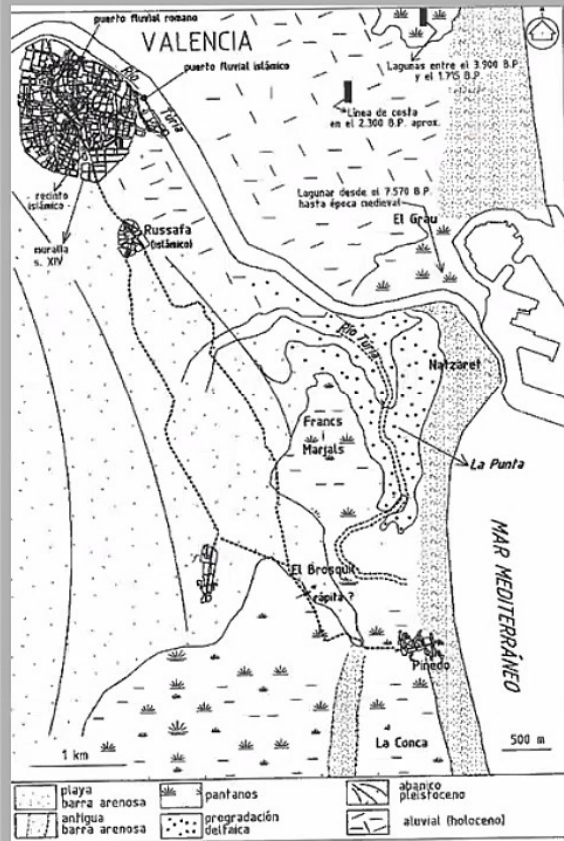 puerto fluvial romano
VALENCIA
puerto fluvial islámico
Río
Turia
Lagunas entre el 3.900 B.P.
y el 1.715 B.P.
Línea de costa
en el 2.300 B.P. aprox.
- recinto
islámico -
muralla
s. XIV
Russafa
(islámico)
Lagunar desde el 7.570 B.P.
hasta época medieval
El Grau
Río Turia
Natzaret
Francs
i
Marjals
La Punta
El Brosquil
rápita ?
Pinedo
MAR MEDITERRÁNEO
La Conca
1 km
500 m
playa
barra arenosa
pantanos
abanico
pleistoceno
antigua
barra arenosa
progradación
deltaica
aluvial (holoceno)